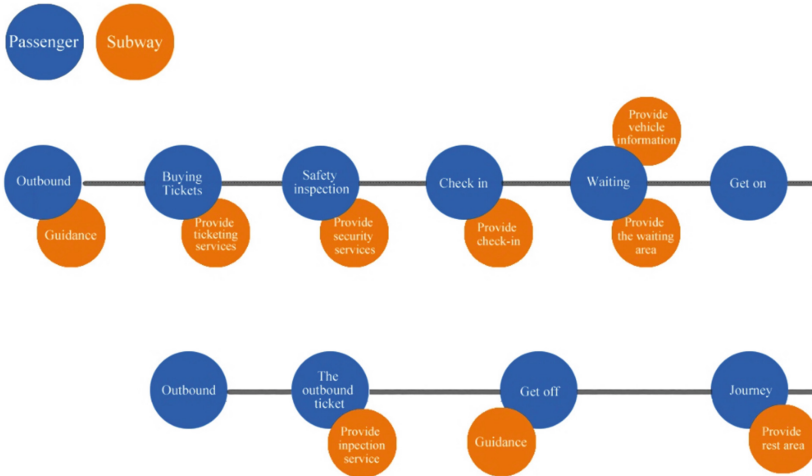 Passenger
Subway
Outbound
Guidance
Buying
Tickets
Provide
ticketing
services
Safety
inspection
Provide
security
services
Check in
Provide
check-in
Provide
vehicle
information
Waiting
Provide
the waiting
area
Get on
Outbound
The
outbound
ticket
Provide
inpection
service
Get off
Guidance
Journey
Provide
rest area